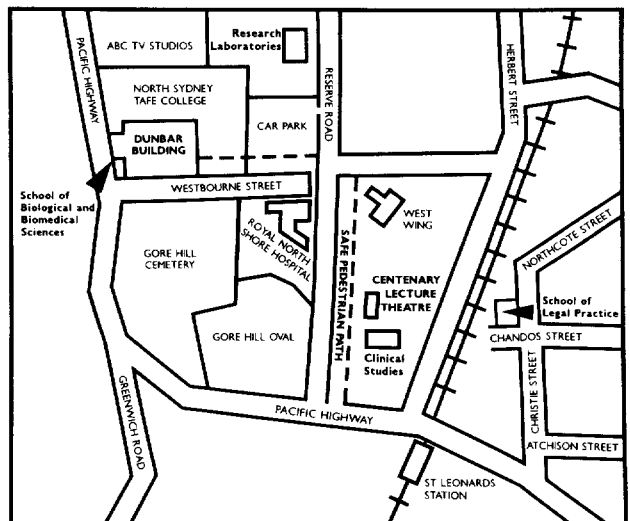 Research
Laboratories
ABC TV STUDIOS
PACIFIC HIGHWAY
NORTH SYDNEY
TAFE COLLEGE
RESERVE ROAD
HERBERT STREET
CAR PARK
DUNBAR
BUILDING
WESTBOURNE STREET
School of
Biological and
Biomedical
Sciences
ROYAL NORTH
SHORE HOSPITAL
WEST
WING
GORE HILL
CEMETERY
SAFE PEDESTRIAN PATH
NORTHCOTE STREET
CENTENARY
LECTURE
THEATRE
School of
Legal Practice
GORE HILL OVAL
Clinical
Studies
CHANDOS STREET
GREENWICH ROAD
PACIFIC HIGHWAY
CHRISTIE STREET
ATCHISON STREET
ST LEONARDS
STATION